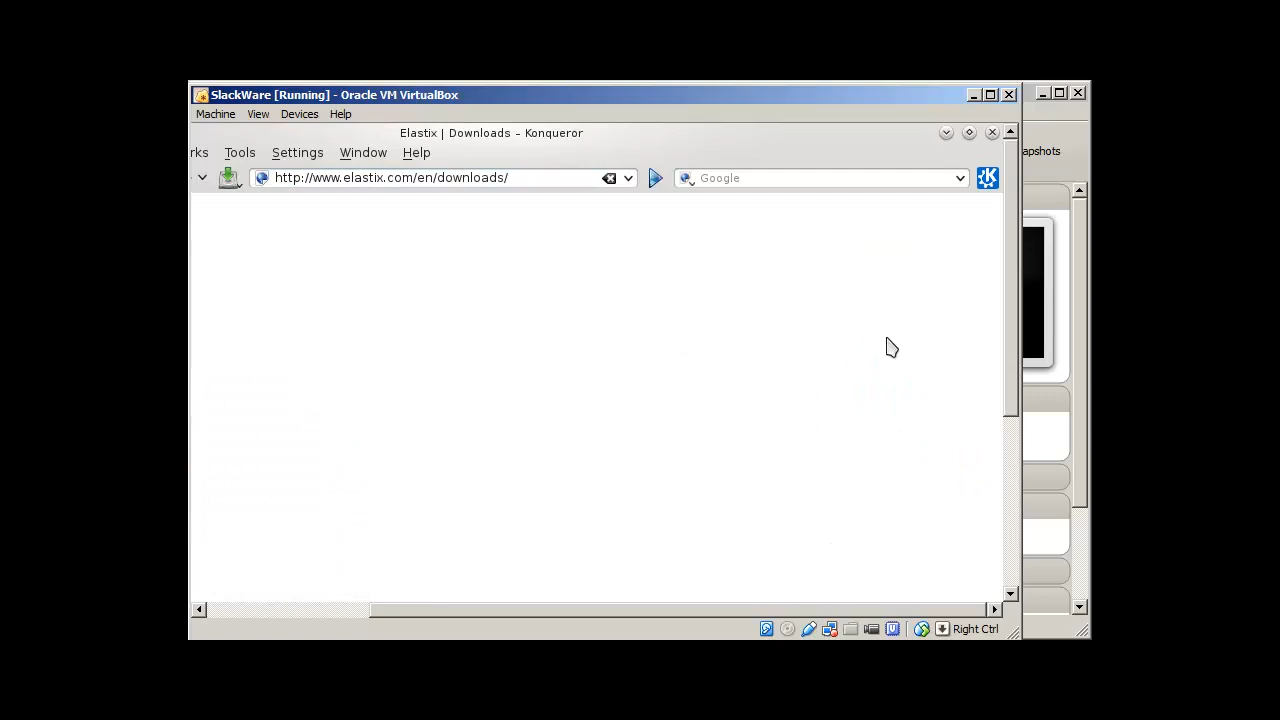 SlackWare [Running] - Oracle VM VirtualBox
Machine View Devices Help
Elastix | Downloads – Konqueror
rks Tools Settings Window Help
http://www.elastix.com/en/downloads/ Google
apshots
Right Ctrl